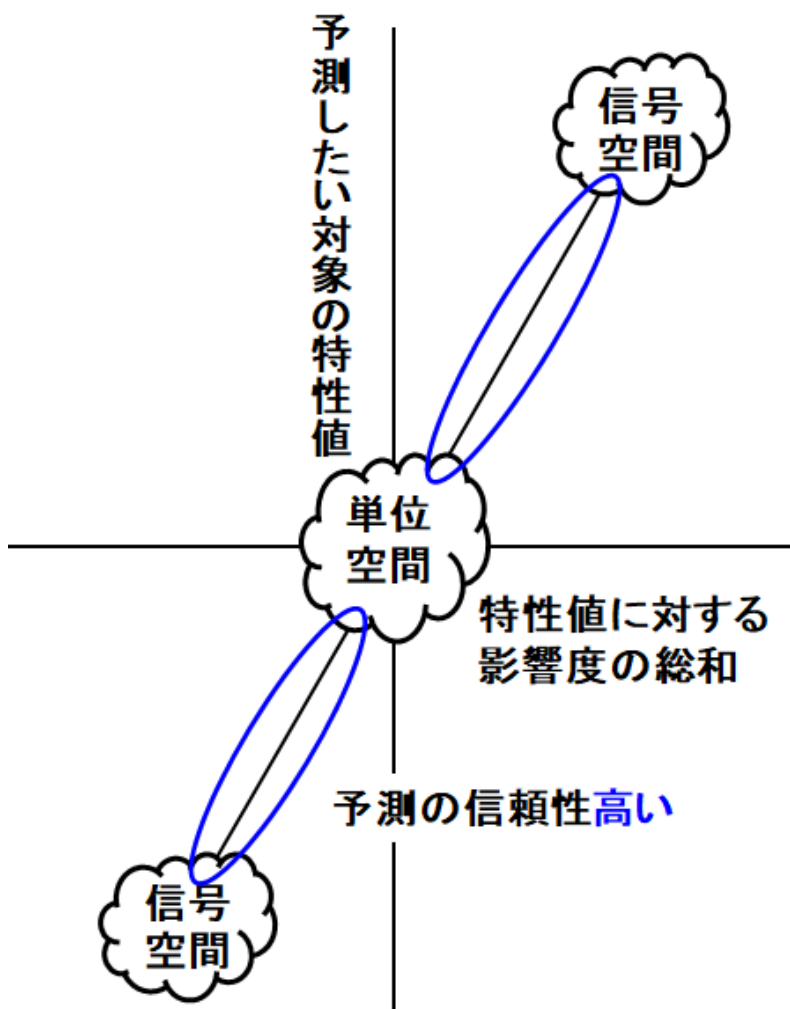 予測したい対象の特性値
信号
空間
単位
空間
特性値に対する
影響度の総和
予測の信頼性高い
信号
空間